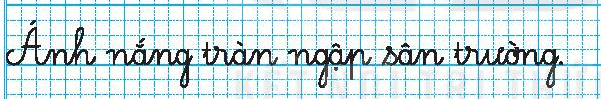 Ánh nắng tràn ngập sân trường.